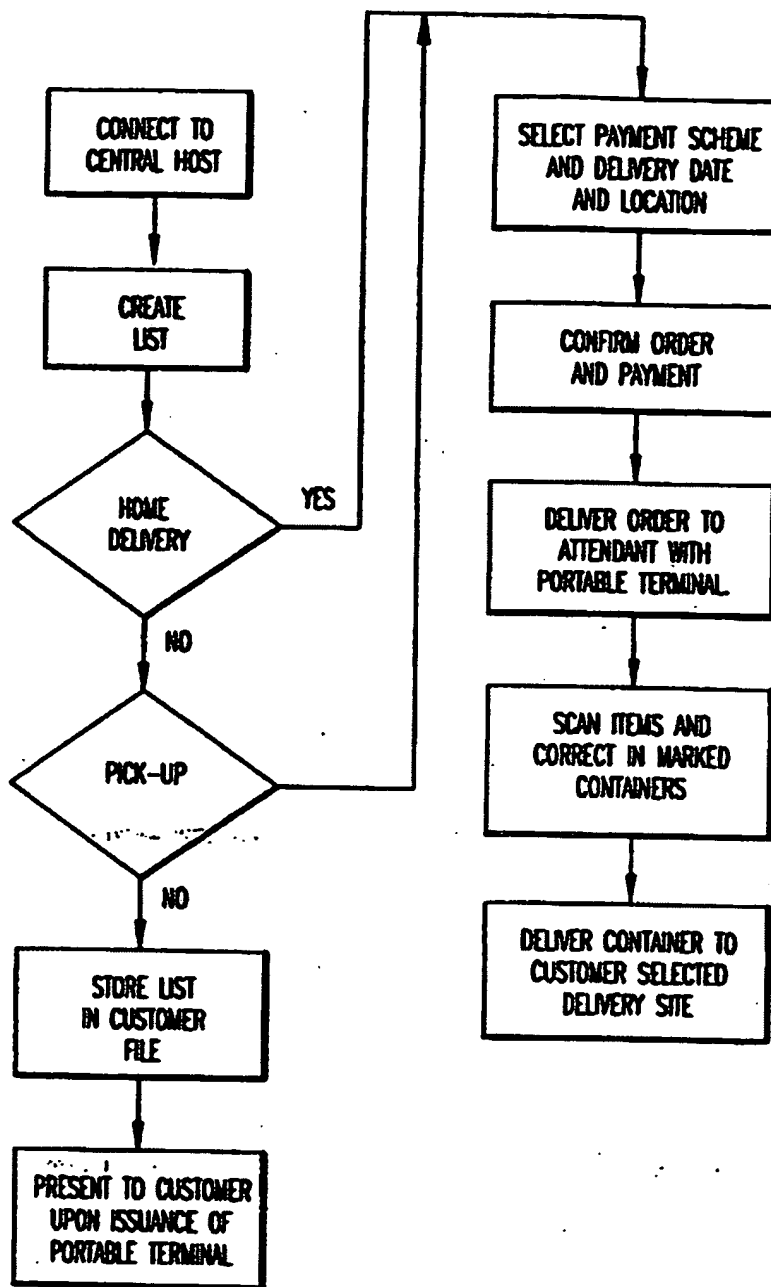 CONNECT TO
CENTRAL HOST
CREATE
LIST
HOME
DELIVERY
YES
NO
PICK-UP
NO
STORE LIST
IN CUSTOMER
FILE
PRESENT TO CUSTOMER
UPON ISSUANCE OF
PORTABLE TERMINAL
SELECT PAYMENT SCHEME
AND DELIVERY DATE
AND LOCATION
CONFIRM ORDER
AND PAYMENT
DELIVER ORDER TO
ATTENDANT WITH
PORTABLE TERMINAL.
SCAN ITEMS AND
CORRECT IN MARKED
CONTAINERS
DELIVER CONTAINER TO
CUSTOMER SELECTED
DELIVERY SITE